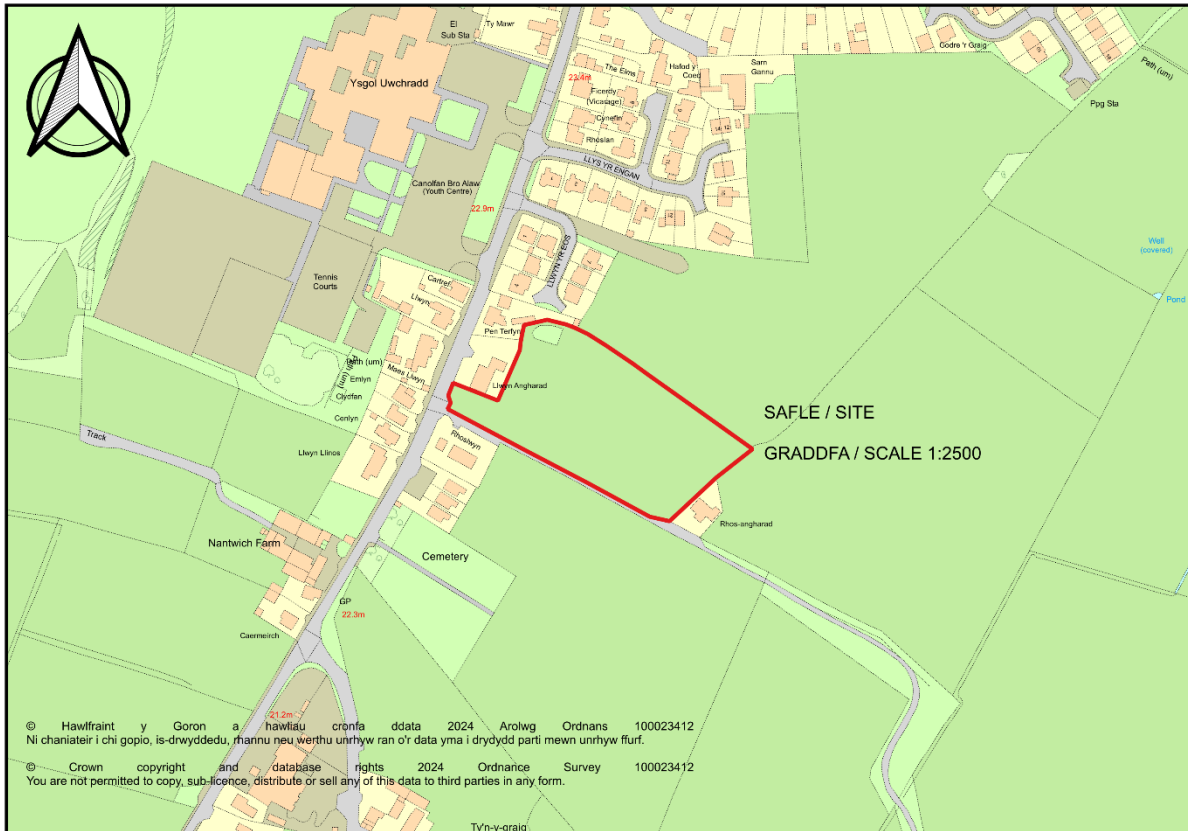 El
Sub Sta
Ty Mawr
Ysgol Uwchradd
23.4m
The Elms
Hafod y
Coed
Sarn
Gannu
Godre 'r Graig
Path (um)
Ppg Sta
Ficerdy
(Vicarage)
Cynefin
Rhoslan
LLYS YR ENGAN
Canolfan Bro Alaw
(Youth Centre)
22.9m
LLWYN YR EOS
Well
(covered)
Pond
Tennis
Courts
Cartref
Llwyn
Pen Terfyn
Path (um)
Maes Llwyn
Emlyn
Clydfan
Cenlyn
Llwyn Angharad
SAFLE / SITE
GRADDFA / SCALE 1:2500
Track
Llwyn Llinos
Rhoslwyn
Rhos-angharad
Nantwich Farm
Cemetery
GP
22.3m
Caermeirch
21.2m
© Hawlfraint y Goron a hawliau cronfa ddata 2024 Arolwg Ordnans 100023412
Ni chaniateir i chi gopio, is-drwyddedu, rhannu neu werthu unrhyw ran o'r data yma i drydydd parti mewn unrhyw ffurf.
© Crown copyright and database rights 2024 Ordnance Survey 100023412
You are not permitted to copy, sub-licence, distribute or sell any of this data to third parties in any form.
Ty'n-y-graig